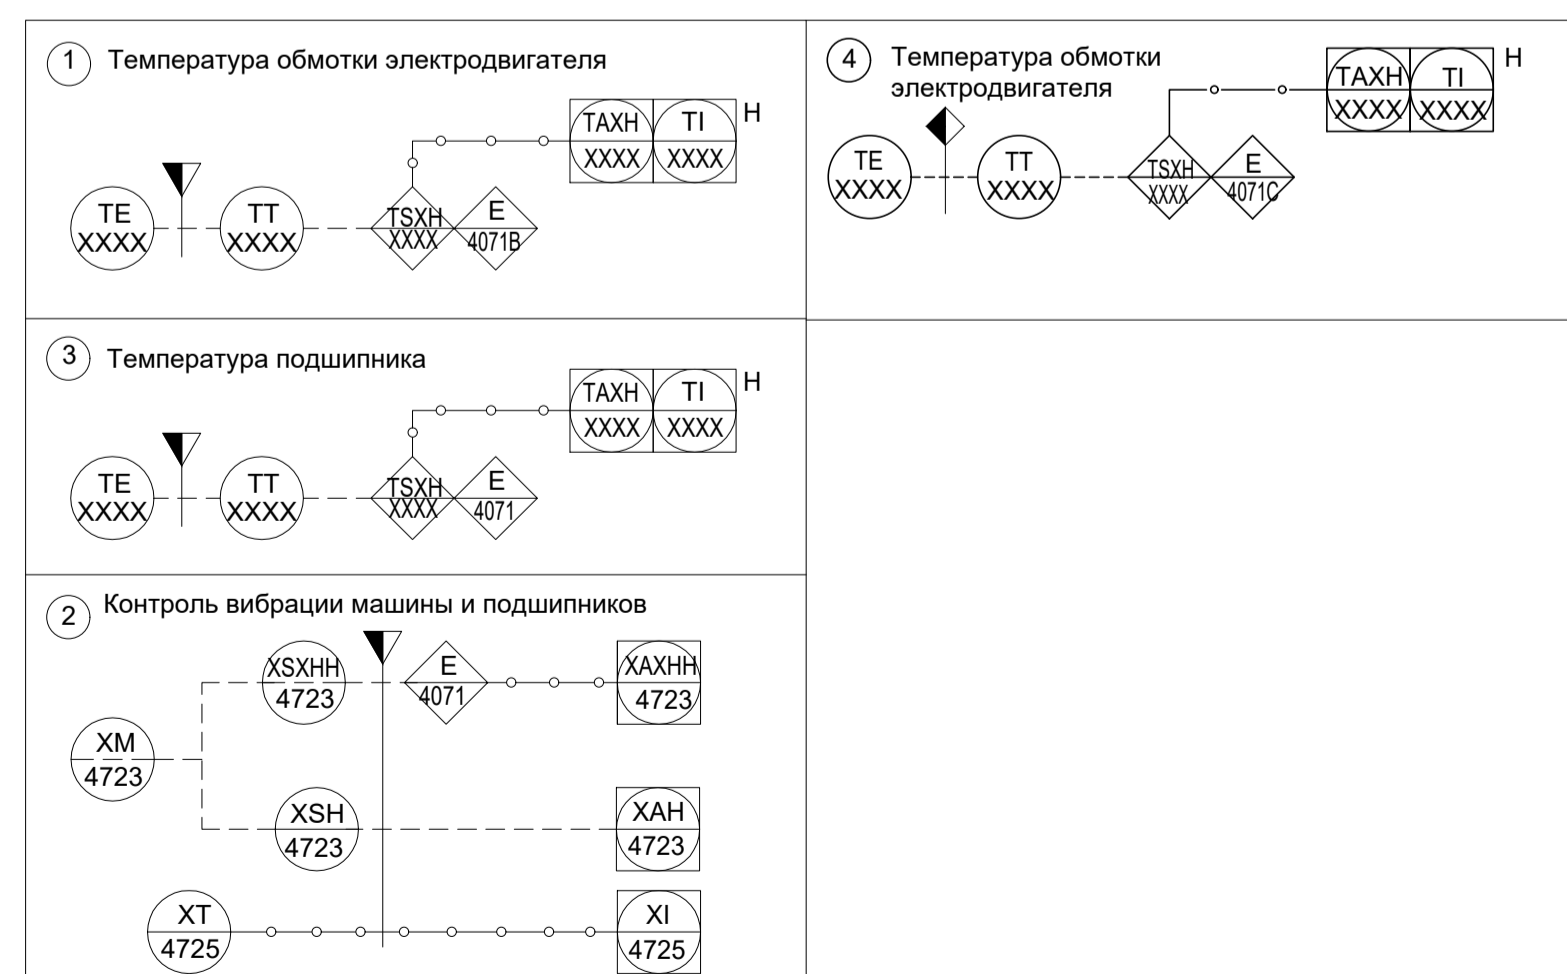 1 Температура обмотки электродвигателя
TAXH TI H
XXXX XXXX
TE TT TSXH E
XXXX XXXX XXXX 4071B
4 Температура обмотки
электродвигателя
TAXH TI H
XXXX XXXX
TE TT TSXH E
XXXX XXXX XXXX 4071C
3 Температура подшипника
TAXH TI H
XXXX XXXX
TE TT TSXH E
XXXX XXXX XXXX 4071
2 Контроль вибрации машины и подшипников
XSXHH E XAXHH
4723 4071 4723
XM
4723
XSH XAH
4723 4723
XT XI
4725 4725